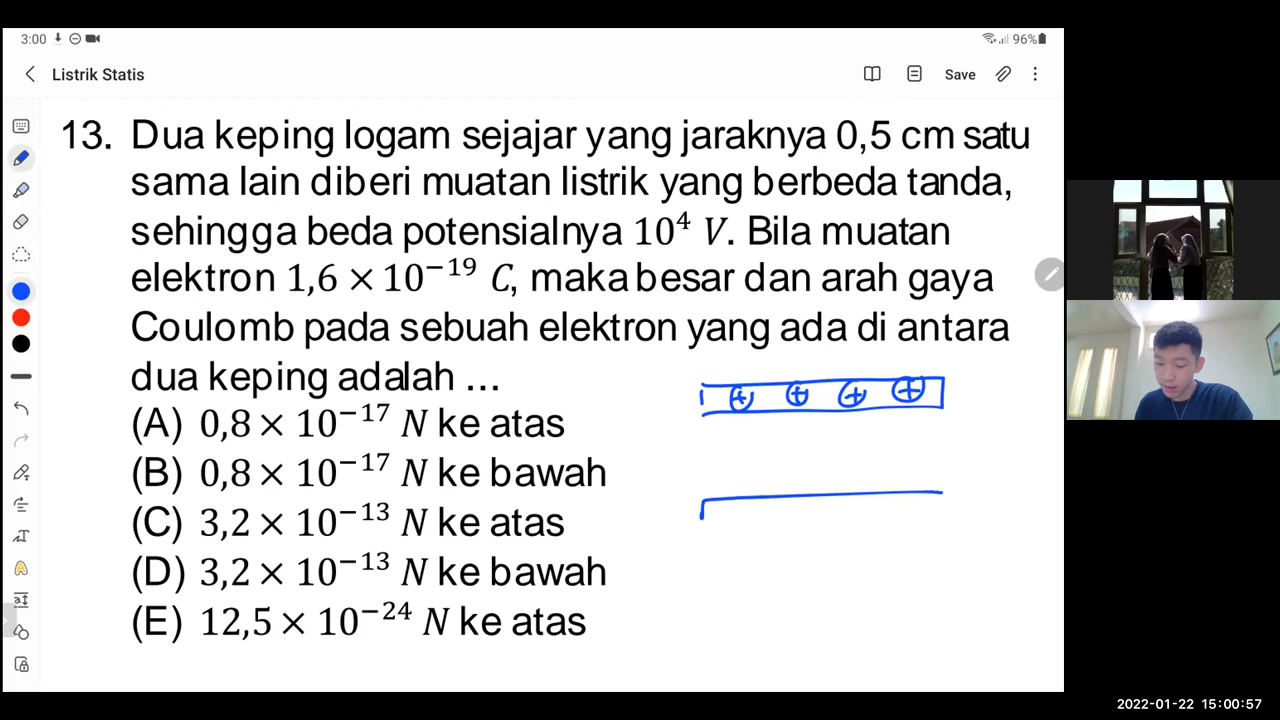 3:00
96%
Listrik Statis
Save
13. Dua keping logam sejajar yang jaraknya 0,5 cm satu
sama lain diberi muatan listrik yang berbeda tanda,
sehingga beda potensialnya 10⁴ V. Bila muatan
elektron 1,6 × 10⁻¹⁹ C, maka besar dan arah gaya
Coulomb pada sebuah elektron yang ada di antara
dua keping adalah ...
+ + + +
(A) 0,8 × 10⁻¹⁷ N ke atas
(B) 0,8 × 10⁻¹⁷ N ke bawah
(C) 3,2 × 10⁻¹³ N ke atas
(D) 3,2 × 10⁻¹³ N ke bawah
(E) 12,5 × 10⁻²⁴ N ke atas
2022-01-22 15:00:57